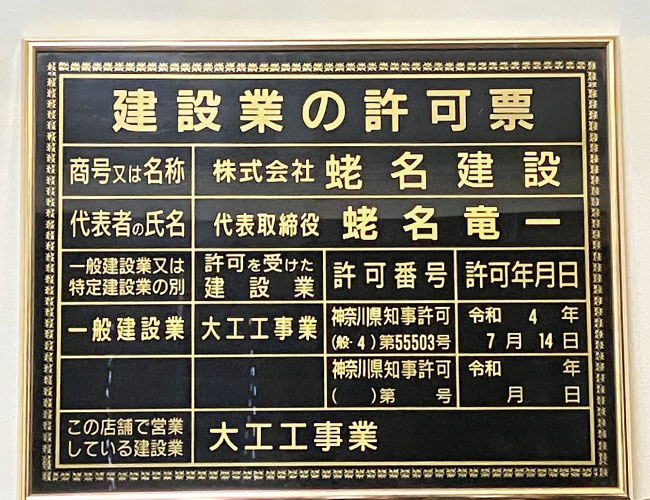 建設業の許可票
商号又は名称 株式会社 蛯名建設
代表者の氏名 代表取締役 蛯名竜一
一般建設業又は
特定建設業の別
許可を受けた
建設業
許可番号
許可年月日
一般建設業
大工工事業
神奈川県知事許可
(般-4)第55503号
令和 4 年
7 月 14 日
神奈川県知事許可
( )第 号
令和 年
月 日
この店舗で営業
している建設業
大工工事業